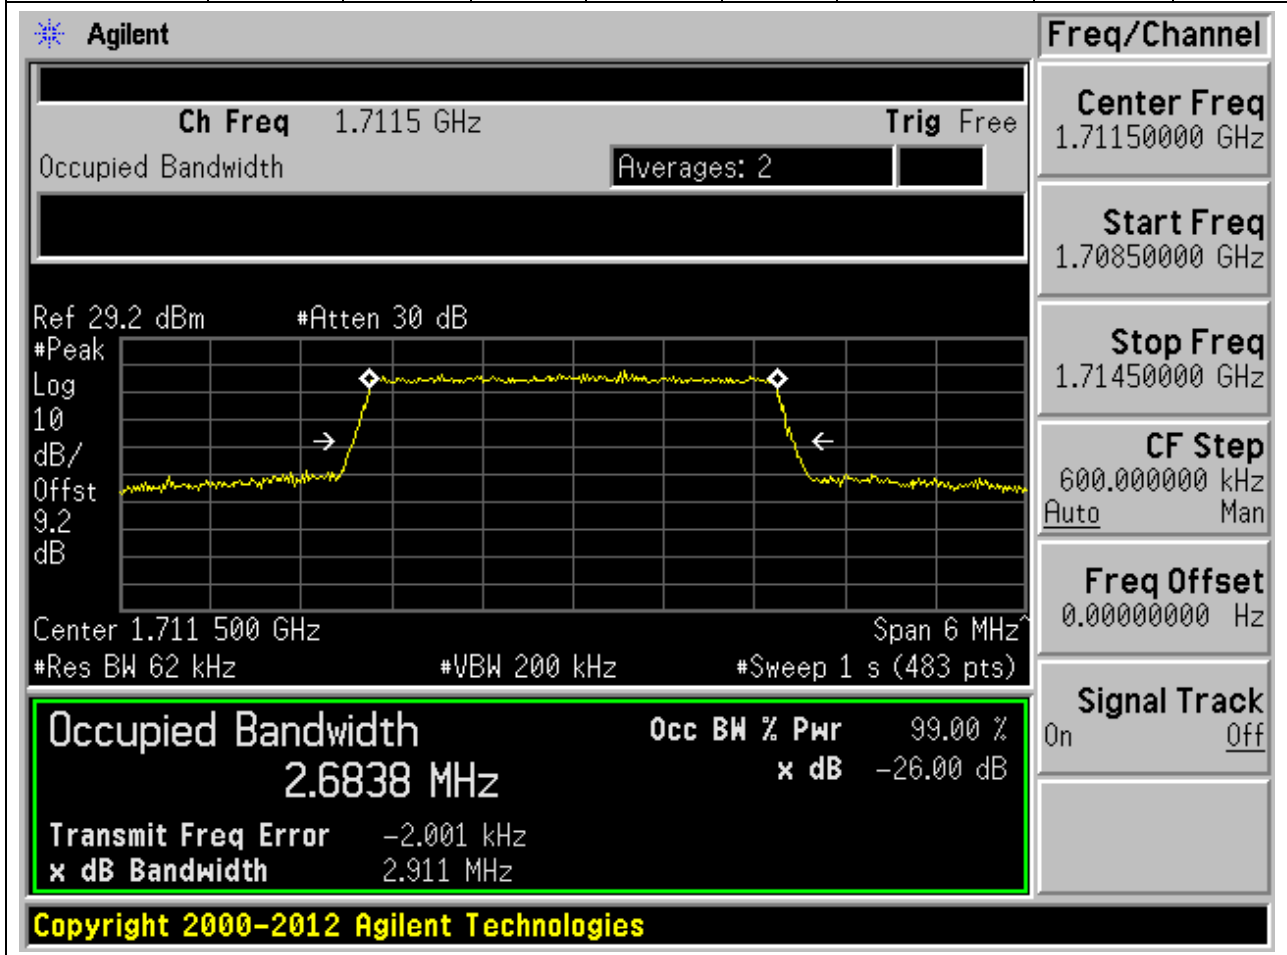 Agilent
Freq/Channel
Ch Freq 1.7115 GHz Trig Free
Occupied Bandwidth Averages: 2
Center Freq
1.71150000 GHz
Start Freq
1.70850000 GHz
Stop Freq
1.71450000 GHz
CF Step
600.000000 kHz
Auto Man
Freq Offset
0.00000000 Hz
Signal Track
On Off
Ref 29.2 dBm #Atten 30 dB
#Peak
Log
10
dB/
Offst
9.2
dB
Center 1.711 500 GHz Span 6 MHz^
#Res BW 62 kHz #VBW 200 kHz #Sweep 1 s (483 pts)
Occupied Bandwidth Occ BW % Pwr 99.00 %
2.6838 MHz x dB -26.00 dB
Transmit Freq Error -2.001 kHz
x dB Bandwidth 2.911 MHz
Copyright 2000-2012 Agilent Technologies